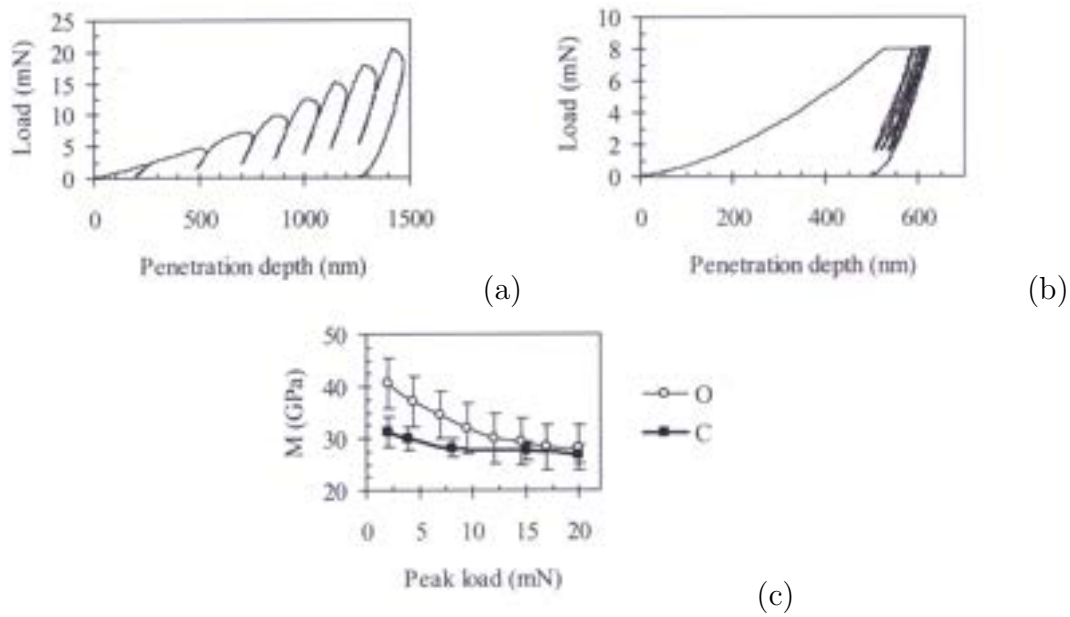 Load (mN)
25
20
15
10
5
0
0 500 1000 1500
Penetration depth (nm)
(a)
Load (mN)
10
8
6
4
2
0
0 200 400 600
Penetration depth (nm)
(b)
M (GPa)
50
40
30
20
0 5 10 15 20
Peak load (mN)
O
C
(c)